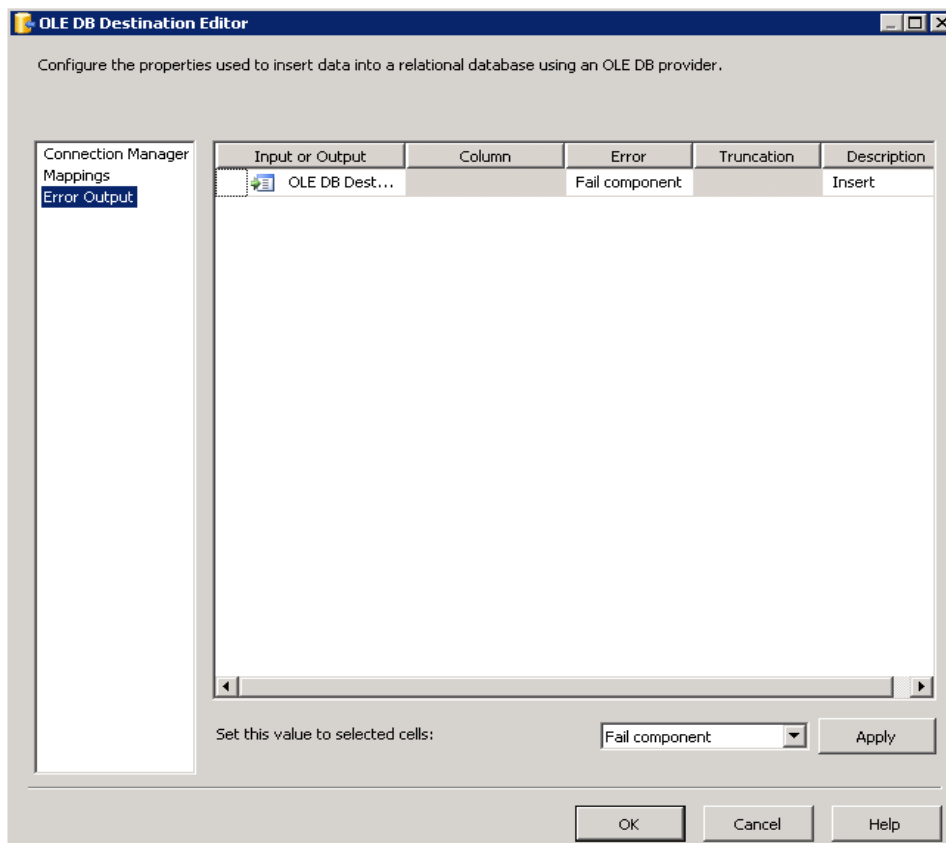 OLE DB Destination Editor
Configure the properties used to insert data into a relational database using an OLE DB provider.
Connection Manager
Mappings
Error Output
Input or Output Column Error Truncation Description
OLE DB Dest... Fail component Insert
Set this value to selected cells: Fail component Apply
OK Cancel Help